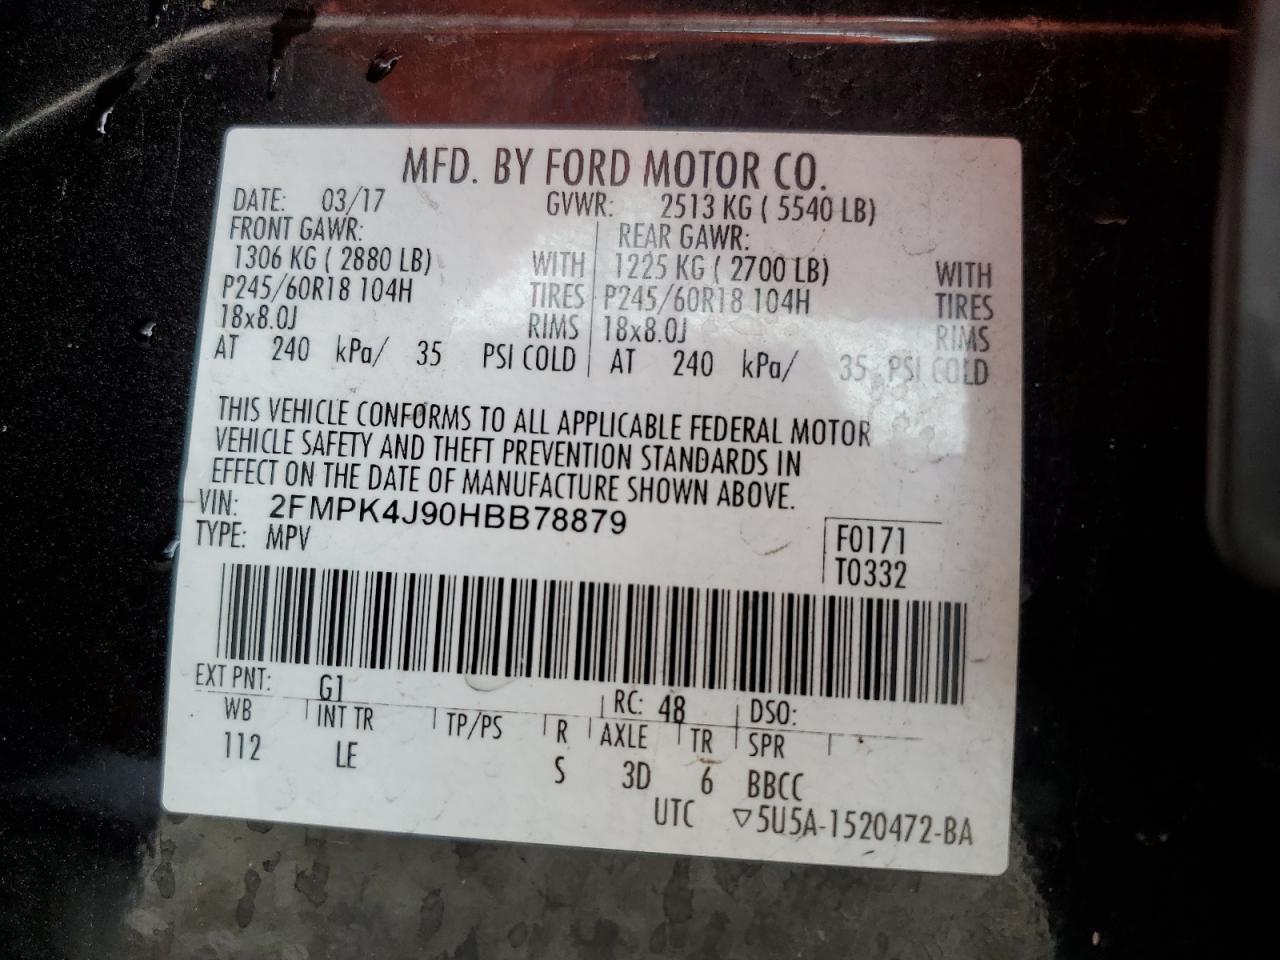 MFD. BY FORD MOTOR CO.
DATE: 03/17 GVWR: 2513 KG ( 5540 LB)
FRONT GAWR: REAR GAWR:
1306 KG ( 2880 LB) WITH 1225 KG ( 2700 LB) WITH
P245/60R18 104H TIRES P245/60R18 104H TIRES
18x8.0J RIMS 18x8.0J RIMS
AT 240 kPa/ 35 PSI COLD AT 240 kPa/ 35 PSI COLD
THIS VEHICLE CONFORMS TO ALL APPLICABLE FEDERAL MOTOR
VEHICLE SAFETY AND THEFT PREVENTION STANDARDS IN
EFFECT ON THE DATE OF MANUFACTURE SHOWN ABOVE.
VIN: 2FMPK4J90HBB78879
TYPE: MPV
F0171
T0332
EXT PNT: G1 RC: 48 DSO:
WB INT TR TP/PS R AXLE TR SPR
112 LE S 3D 6 BBCC
UTC ▽5U5A-1520472-BA